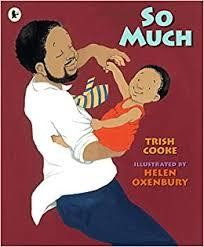 SO
MUCH
TRISH
COOKE
ILLUSTRATED BY
HELEN
OXENBURY